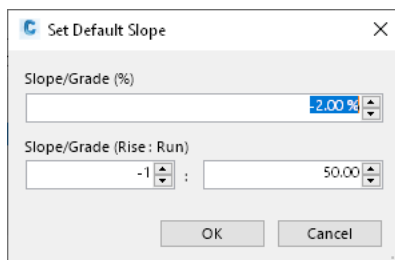 Set Default Slope
Slope/Grade (%)
-2.00 %
Slope/Grade (Rise : Run)
-1 : 50.00
OK Cancel